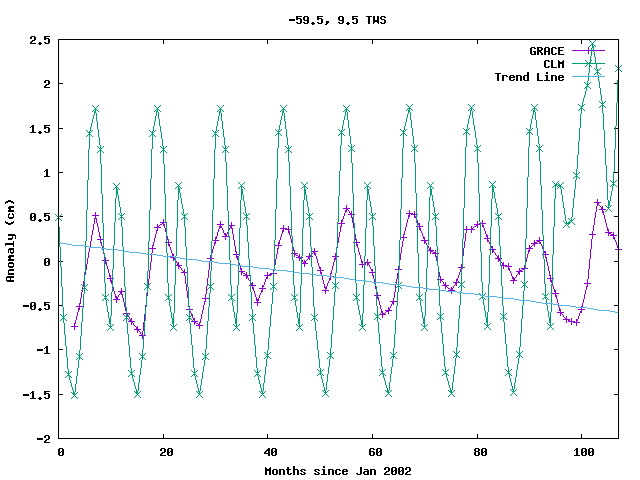 -59.5, 9.5 TWS
GRACE
CLM
Trend Line
2.5
2
1.5
1
0.5
0
-0.5
-1
-1.5
-2
Anomaly (cm)
0 20 40 60 80 100
Months since Jan 2002